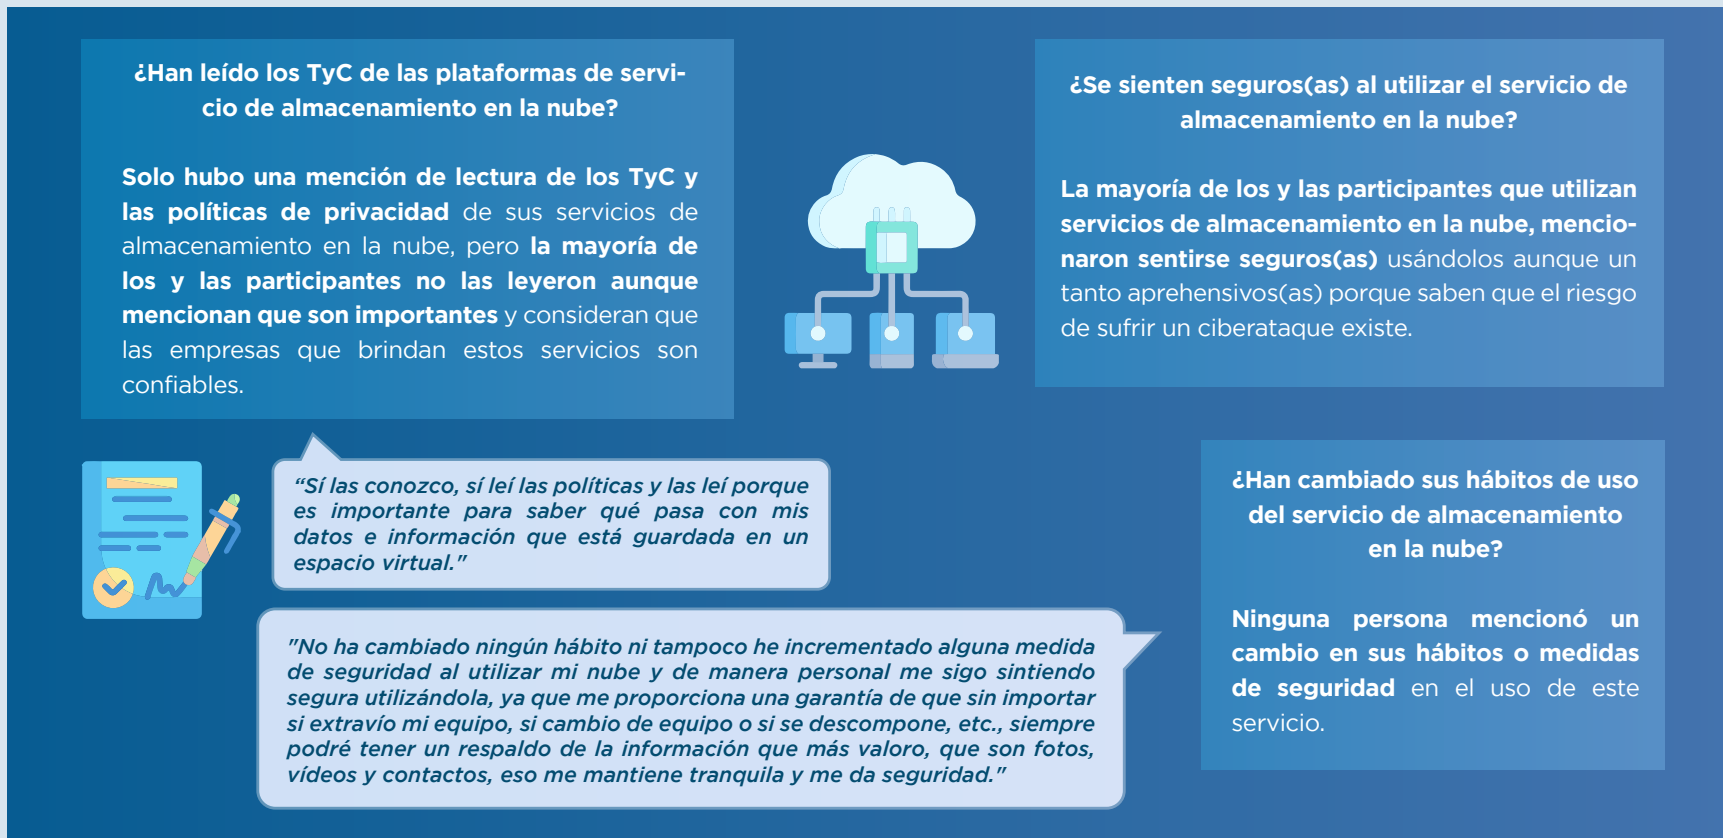 ¿Han leído los TyC de las plataformas de servi-
cio de almacenamiento en la nube?
Solo hubo una mención de lectura de los TyC y
las políticas de privacidad de sus servicios de
almacenamiento en la nube, pero la mayoría de
los y las participantes no las leyeron aunque
mencionan que son importantes y consideran que
las empresas que brindan estos servicios son
confiables.
¿Se sienten seguros(as) al utilizar el servicio de
almacenamiento en la nube?
La mayoría de los y las participantes que utilizan
servicios de almacenamiento en la nube, mencio-
naron sentirse seguros(as) usándolos aunque un
tanto aprehensivos(as) porque saben que el riesgo
de sufrir un ciberataque existe.
“Sí las conozco, sí leí las políticas y las leí porque
es importante para saber qué pasa con mis
datos e información que está guardada en un
espacio virtual."
"No ha cambiado ningún hábito ni tampoco he incrementado alguna medida
de seguridad al utilizar mi nube y de manera personal me sigo sintiendo
segura utilizándola, ya que me proporciona una garantía de que sin importar
si extravío mi equipo, si cambio de equipo o si se descompone, etc., siempre
podré tener un respaldo de la información que más valoro, que son fotos,
vídeos y contactos, eso me mantiene tranquila y me da seguridad."
¿Han cambiado sus hábitos de uso
del servicio de almacenamiento
en la nube?
Ninguna persona mencionó un
cambio en sus hábitos o medidas
de seguridad en el uso de este
servicio.